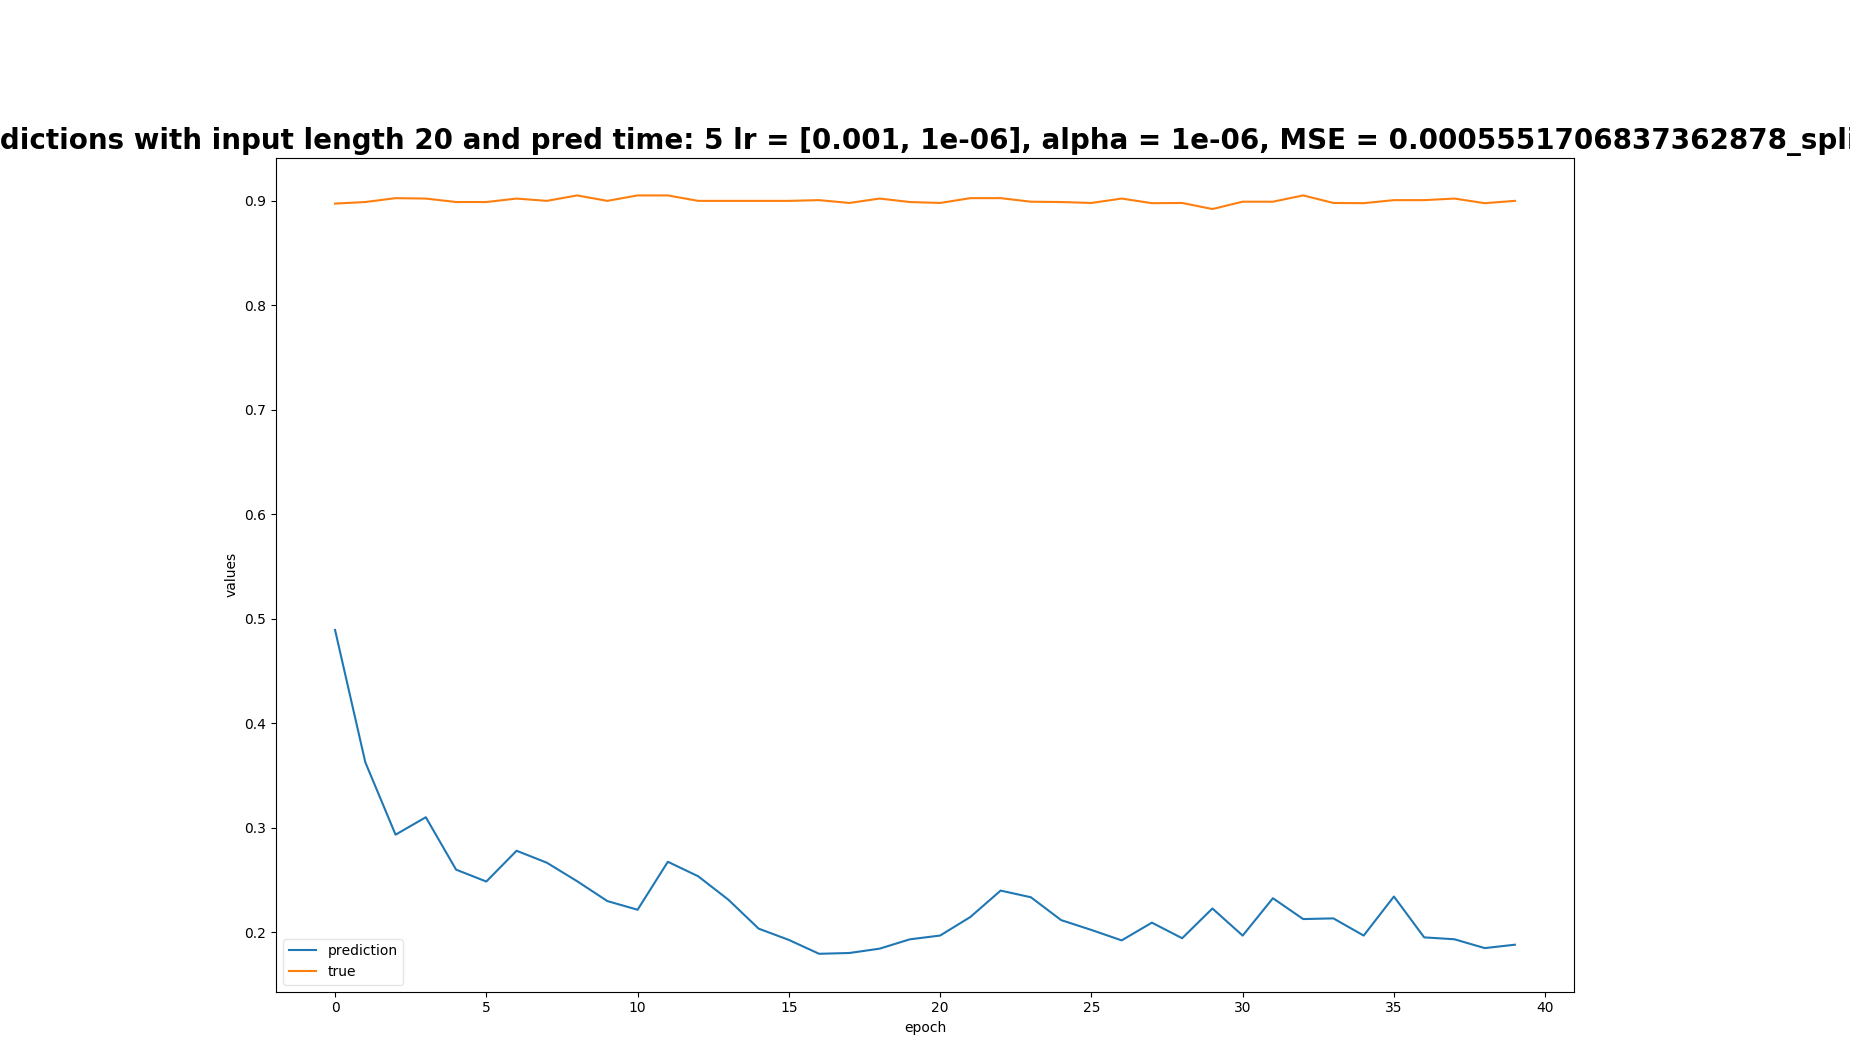 dictions with input length 20 and pred time: 5 lr = [0.001, 1e-06], alpha = 1e-06, MSE = 0.0005551706837362878_spli
0.9
0.8
0.7
0.6
0.5
0.4
0.3
0.2
values
prediction
true
0 5 10 15 20 25 30 35 40
epoch